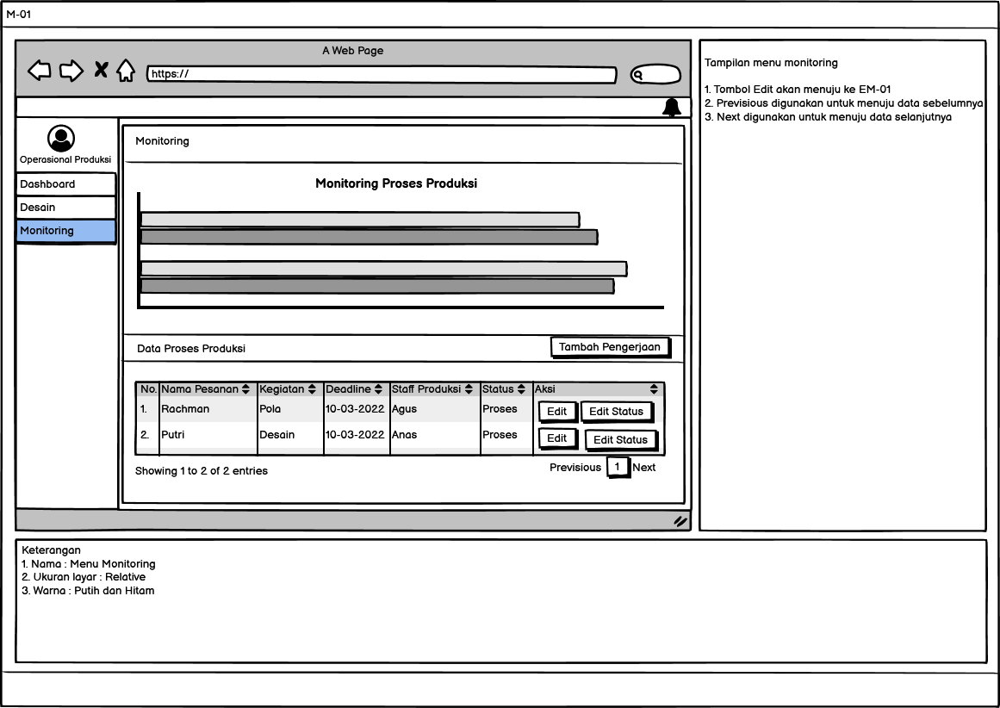 M-01
A Web Page
https://
Operasional Produksi
Dashboard
Desain
Monitoring
Monitoring
Monitoring Proses Produksi
Data Proses Produksi
Tambah Pengerjaan
No. Nama Pesanan Kegiatan Deadline Staff Produksi Status Aksi
1. Rachman Pola 10-03-2022 Agus Proses Edit Edit Status
2. Putri Desain 10-03-2022 Anas Proses Edit Edit Status
Showing 1 to 2 of 2 entries
Previsious 1 Next
Tampilan menu monitoring
1. Tombol Edit akan menuju ke EM-01
2. Previsious digunakan untuk menuju data sebelumnya
3. Next digunakan untuk menuju data selanjutnya
Keterangan
1. Nama : Menu Monitoring
2. Ukuran layar : Relative
3. Warna : Putih dan Hitam